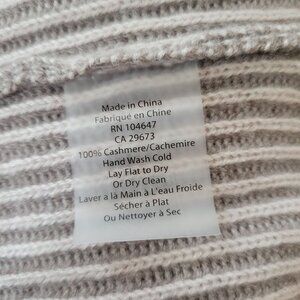 Made in China
Fabriqué en Chine
RN 104647
CA 29673
100% Cashmere/Cachemire
Hand Wash Cold
Lay Flat to Dry
Or Dry Clean
Laver a la Main à L'eau Froide
Sécher à Plat
Ou Nettoyer à Sec